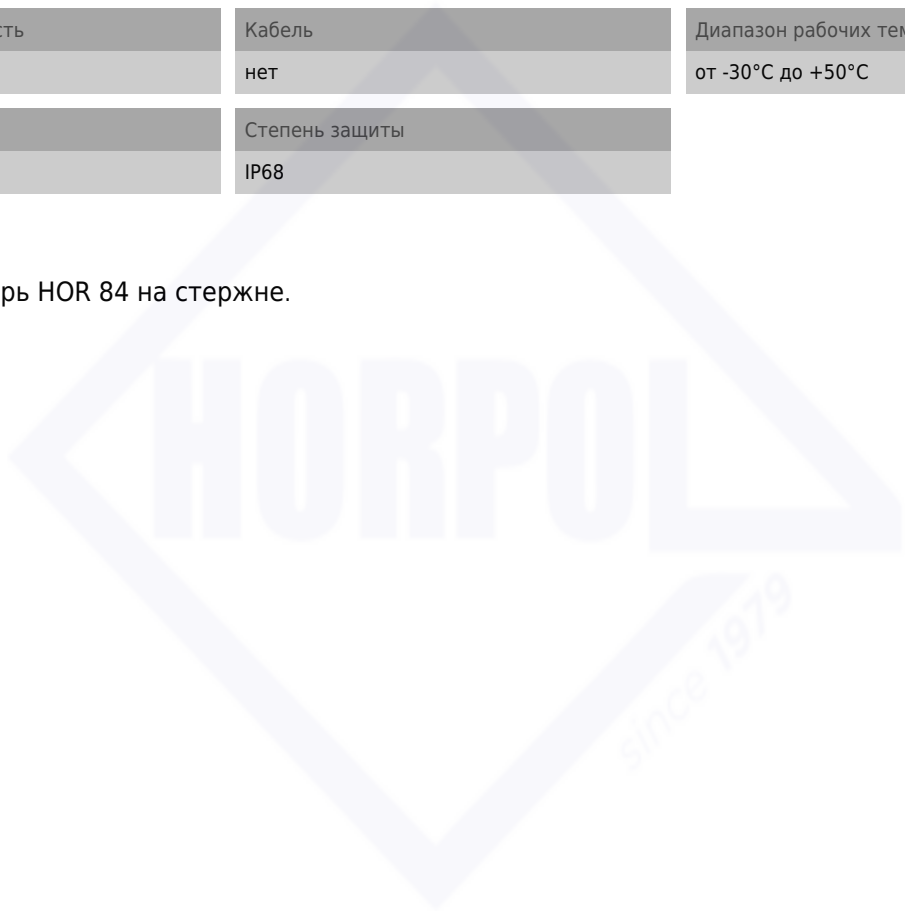 сть Кабель Диапазон рабочих тем
нет от -30°C до +50°C
Степень защиты
IP68
рь HOR 84 на стержне.
HORPOL
since 1979